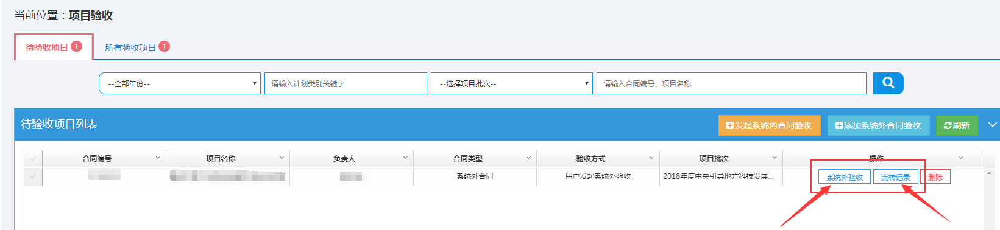 当前位置：项目验收
待验收项目 1 所有验收项目 1
--全部年份-- 请输入计划类别关键字 --选择项目批次-- 请输入合同编号、项目名称
待验收项目列表 发起系统内合同验收 添加系统外合同验收 刷新
合同编号 项目名称 负责人 合同类型 验收方式 项目批次 操作
系统外合同 用户发起系统外验收 2018年度中央引导地方科技发展... 系统外验收 流转记录 删除